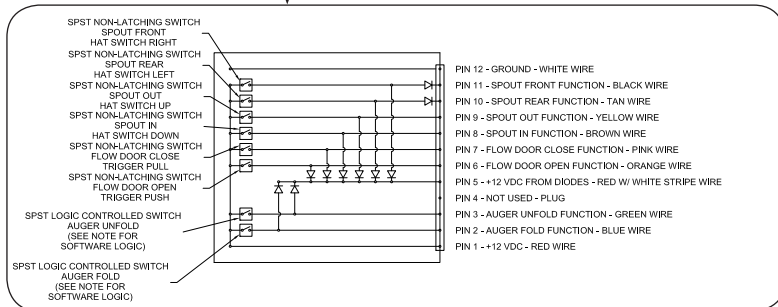 SPST NON-LATCHING SWITCH
SPOUT FRONT
HAT SWITCH RIGHT
SPST NON-LATCHING SWITCH
SPOUT REAR
HAT SWITCH LEFT
SPST NON-LATCHING SWITCH
SPOUT OUT
HAT SWITCH UP
SPST NON-LATCHING SWITCH
SPOUT IN
HAT SWITCH DOWN
SPST NON-LATCHING SWITCH
FLOW DOOR CLOSE
TRIGGER PULL
SPST NON-LATCHING SWITCH
FLOW DOOR OPEN
TRIGGER PUSH
SPST LOGIC CONTROLLED SWITCH
AUGER UNFOLD
(SEE NOTE FOR
SOFTWARE LOGIC)
SPST LOGIC CONTROLLED SWITCH
AUGER FOLD
(SEE NOTE FOR
SOFTWARE LOGIC)
PIN 12 - GROUND - WHITE WIRE
PIN 11 - SPOUT FRONT FUNCTION - BLACK WIRE
PIN 10 - SPOUT REAR FUNCTION - TAN WIRE
PIN 9 - SPOUT OUT FUNCTION - YELLOW WIRE
PIN 8 - SPOUT IN FUNCTION - BROWN WIRE
PIN 7 - FLOW DOOR CLOSE FUNCTION - PINK WIRE
PIN 6 - FLOW DOOR OPEN FUNCTION - ORANGE WIRE
PIN 5 - +12 VDC FROM DIODES - RED W/ WHITE STRIPE WIRE
PIN 4 - NOT USED - PLUG
PIN 3 - AUGER UNFOLD FUNCTION - GREEN WIRE
PIN 2 - AUGER FOLD FUNCTION - BLUE WIRE
PIN 1 - +12 VDC - RED WIRE